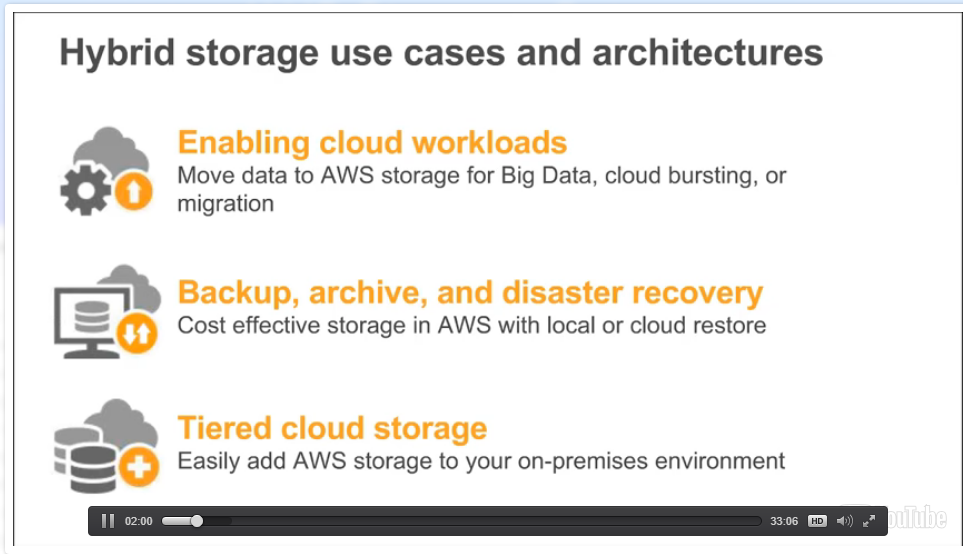 Hybrid storage use cases and architectures
Enabling cloud workloads
Move data to AWS storage for Big Data, cloud bursting, or
migration
Backup, archive, and disaster recovery
Cost effective storage in AWS with local or cloud restore
Tiered cloud storage
Easily add AWS storage to your on-premises environment
02:00 33:06 HD